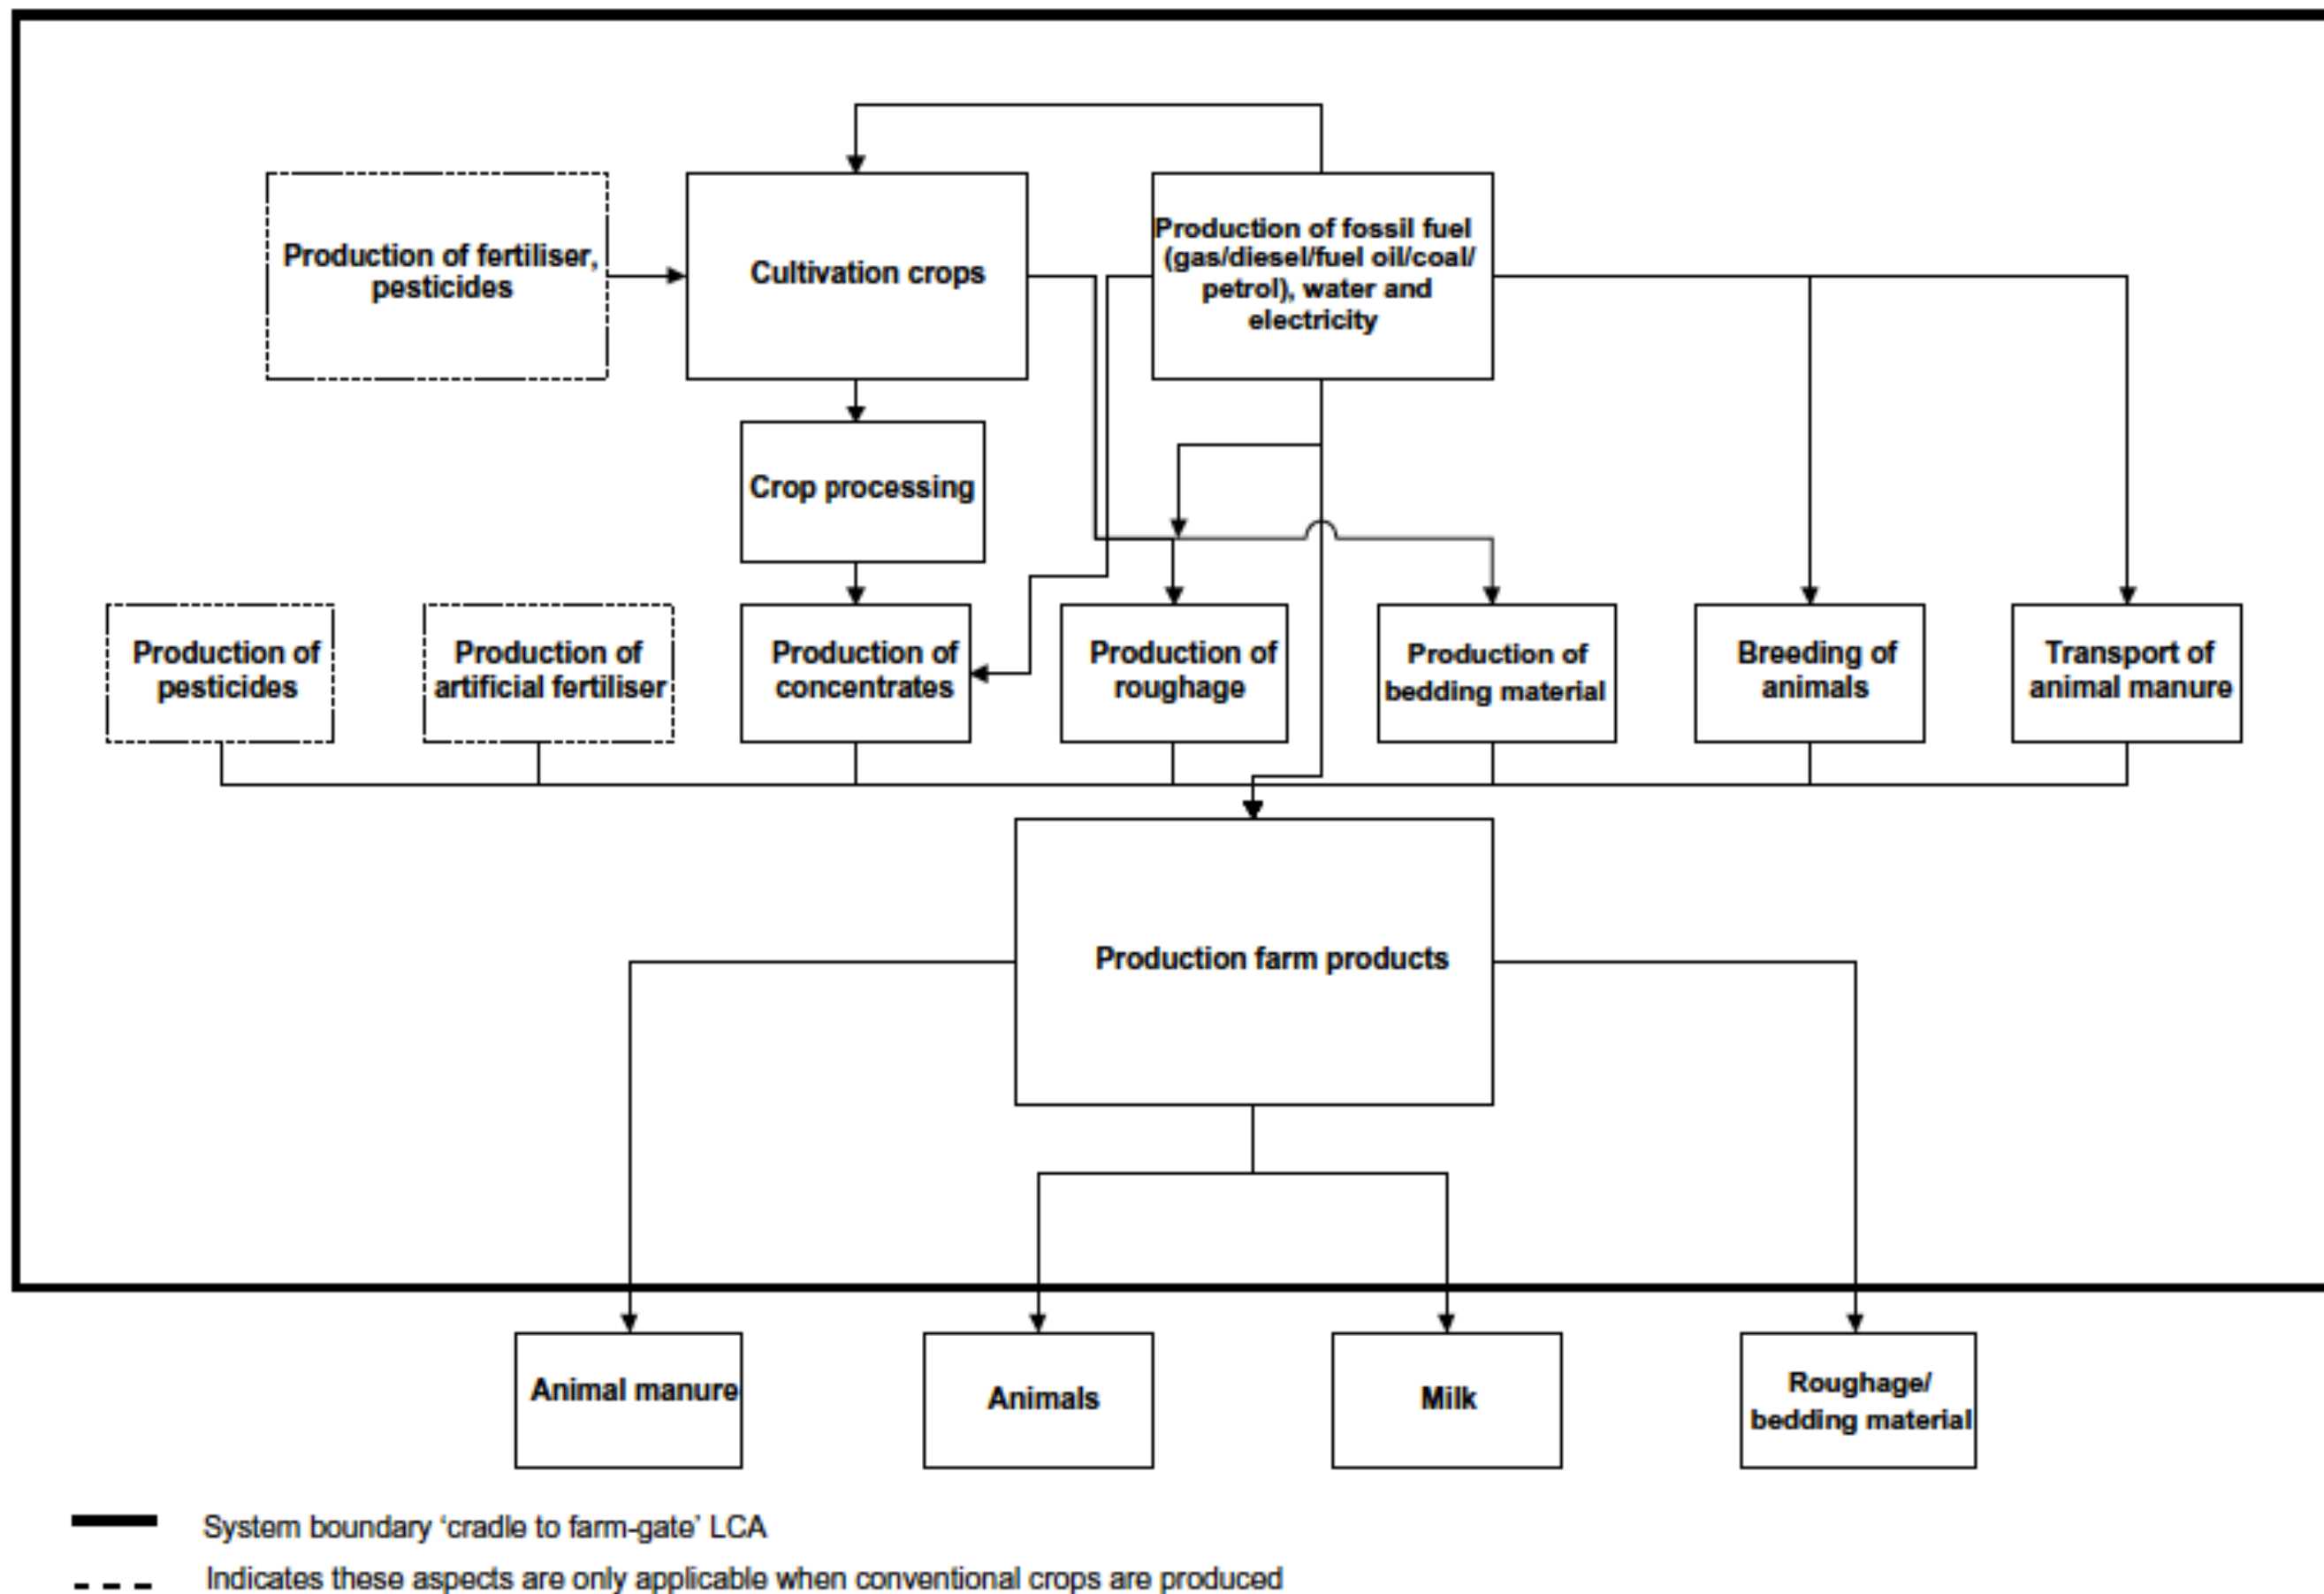 Production of fertiliser,
pesticides
Cultivation crops
Production of fossil fuel
(gas/diesel/fuel oil/coal/
petrol), water and
electricity
Crop processing
Production of
pesticides
Production of
artificial fertiliser
Production of
concentrates
Production of
roughage
Production of
bedding material
Breeding of
animals
Transport of
animal manure
Production farm products
Animal manure
Animals
Milk
Roughage/
bedding material
System boundary ‘cradle to farm-gate’ LCA
Indicates these aspects are only applicable when conventional crops are produced